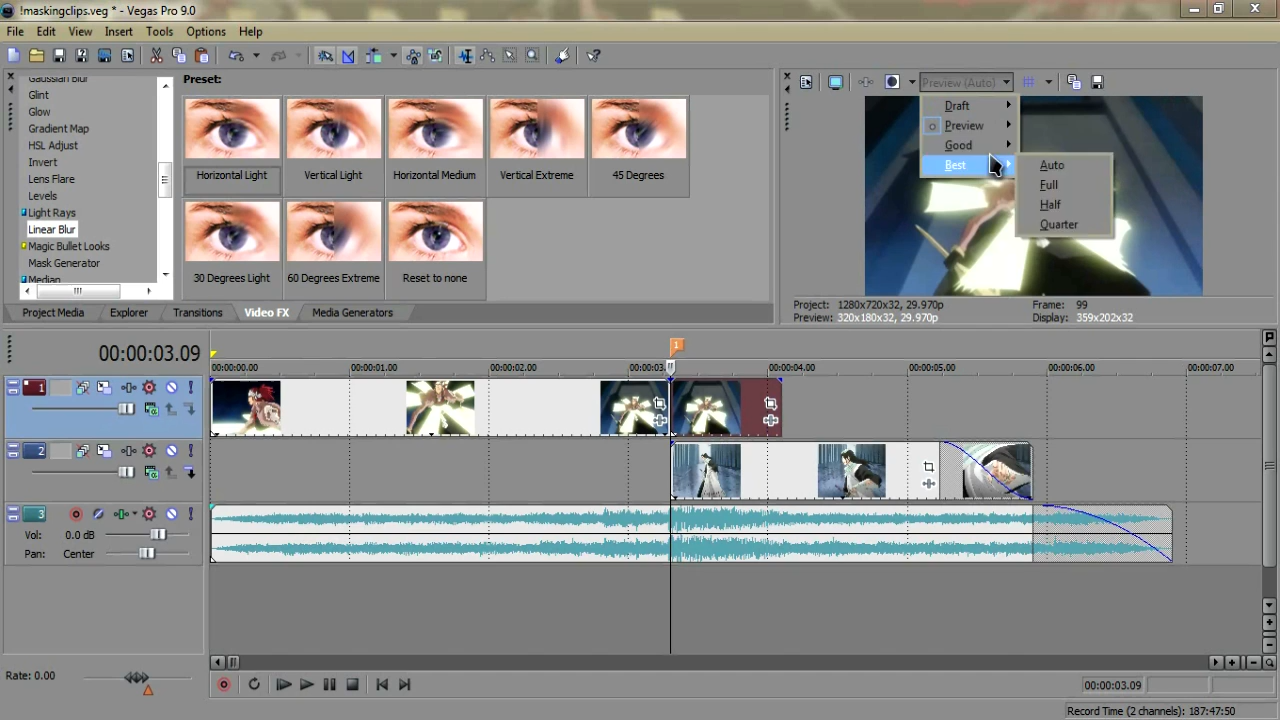 !maskingclips.veg * - Vegas Pro 9.0
File Edit View Insert Tools Options Help
Gaussian Blur
Glint
Glow
Gradient Map
HSL Adjust
Invert
Lens Flare
Levels
Light Rays
Linear Blur
Magic Bullet Looks
Mask Generator
Median
Preset:
Horizontal Light
Vertical Light
Horizontal Medium
Vertical Extreme
45 Degrees
30 Degrees Light
60 Degrees Extreme
Reset to none
Project Media
Explorer
Transitions
Video FX
Media Generators
Preview (Auto)
Draft
Preview
Good
Best
Auto
Full
Half
Quarter
Project: 1280x720x32, 29.970p
Frame: 99
Preview: 320x180x32, 29.970p
Display: 359x202x32
00:00:03.09
1
00:00:00.00
00:00:01.00
00:00:02.00
00:00:03.
00:00:04.00
00:00:05.00
00:00:06.00
00:00:07.00
1
2
3
Vol: 0.0 dB
Pan: Center
Rate: 0.00
00:00:03.09
Record Time (2 channels): 187:47:50